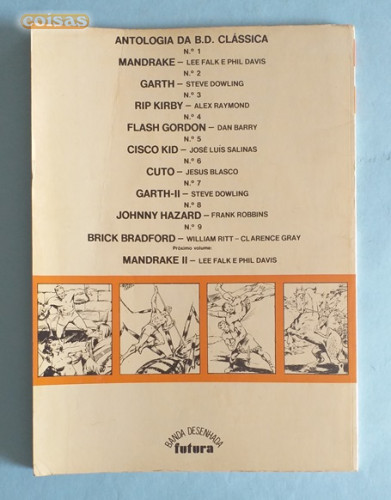 coisas
ANTOLOGIA DA B.D. CLÁSSICA
N.º 1
MANDRAKE – LEE FALK E PHIL DAVIS
N.º 2
GARTH – STEVE DOWLING
N.º 3
RIP KIRBY – ALEX RAYMOND
N.º 4
FLASH GORDON – DAN BARRY
N.º 5
CISCO KID – JOSÉ LUÍS SALINAS
N.º 6
CUTO – JESUS BLASCO
N.º 7
GARTH-II – STEVE DOWLING
N.º 8
JOHNNY HAZARD – FRANK ROBBINS
N.º 9
BRICK BRADFORD – WILLIAM RITT – CLARENCE GRAY
Próximo volume:
MANDRAKE II – LEE FALK E PHIL DAVIS
BANDA DESENHADA
futura